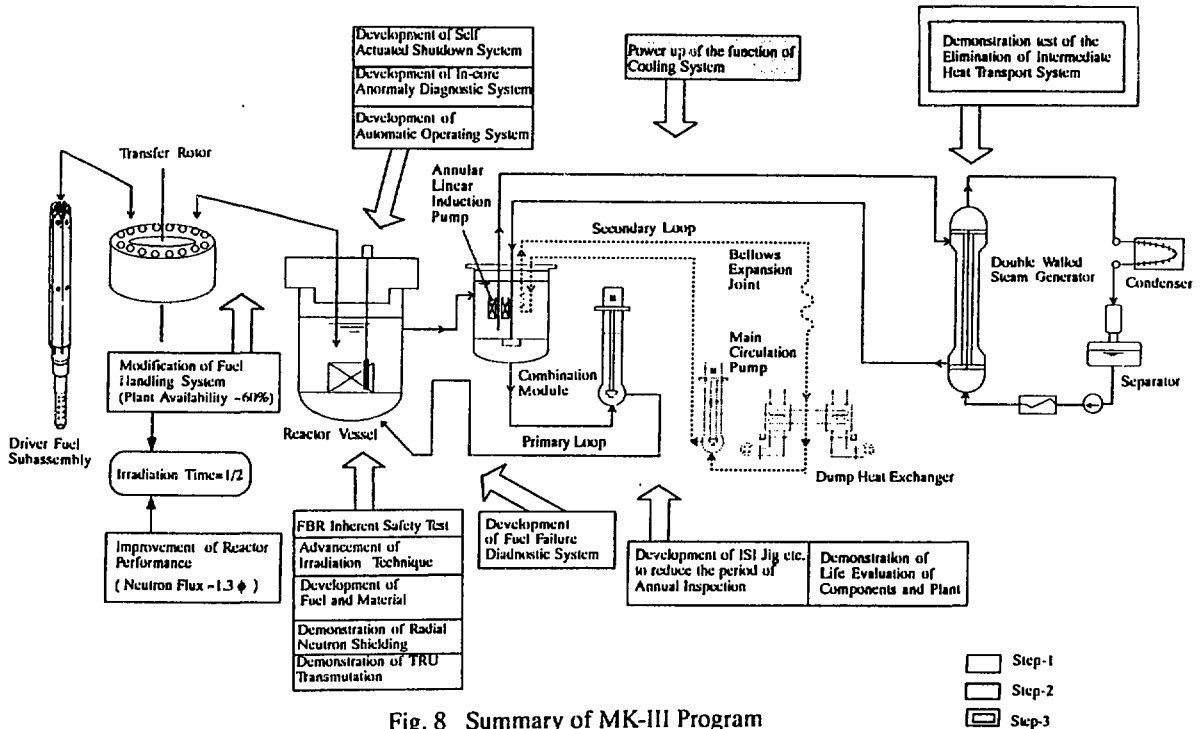 Development of Self
Actuated Shutdown System
Development of In-core
Anormaly Diagnostic System
Development of
Automatic Operating System
Power up of the function of
Cooling System
Demonstration test of the
Elimination of Intermediate
Heat Transport System
Transfer Rotor
Annular
Linear
Induction
Pump
Secondary Loop
Bellows
Expansion
Joint
Double Walled
Steam Generator
Condenser
Main
Circulation
Pump
Separator
Modification of Fuel
Handling System
(Plant Availability ~60%)
Combination
Module
Driver Fuel
Subassembly
Reactor Vessel
Primary Loop
Dump Heat Exchanger
Irradiation Time=1/2
Improvement of Reactor
Performance
( Neutron Flux ~1.3 ϕ )
FBR Inherent Safety Test
Advancement of
Irradiation Technique
Development of
Fuel and Material
Demonstration of Radial
Neutron Shielding
Demonstration of TRU
Transmutation
Development
of Fuel Failure
Diadnostic System
Development of ISI Jig etc.
to reduce the period of
Annual Inspection
Demonstration of
Life Evaluation of
Components and Plant
Step-1
Step-2
Step-3
Fig. 8 Summary of MK-III Program